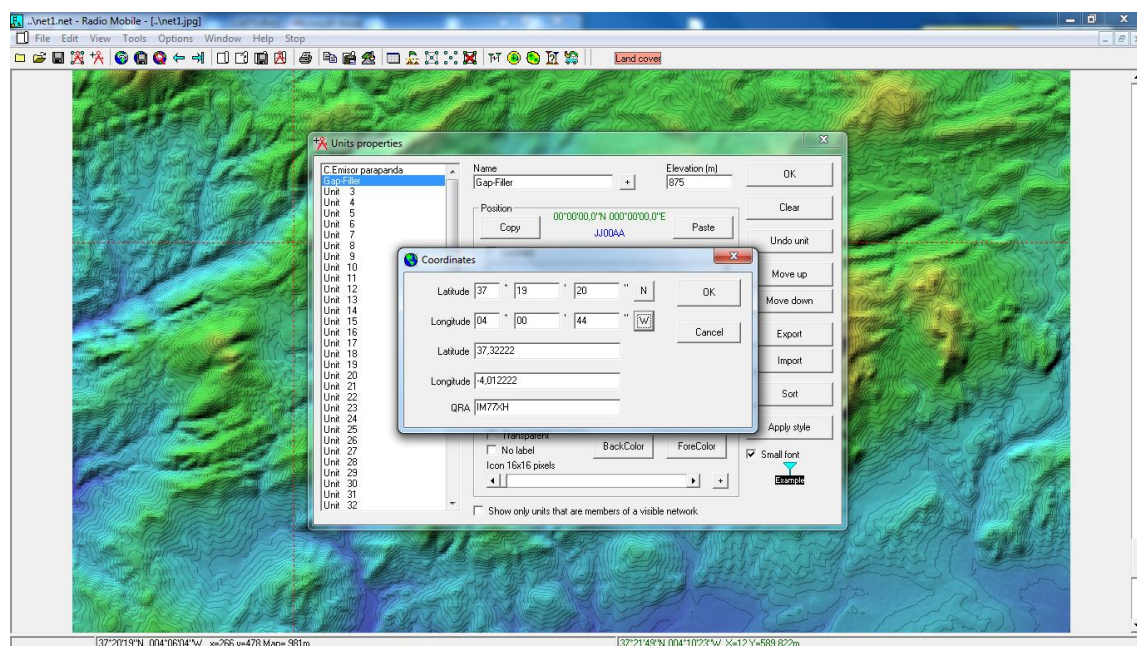 ..\net1.net - Radio Mobile - [..\net1.jpg]
File Edit View Tools Options Window Help Stop
Land cover
Units properties
C.Emisor parapanda
Gap-Filler
Unit 3
Unit 4
Unit 5
Unit 6
Unit 7
Unit 8
Unit 9
Unit 10
Unit 11
Unit 12
Unit 13
Unit 14
Unit 15
Unit 16
Unit 17
Unit 18
Unit 19
Unit 20
Unit 21
Unit 22
Unit 23
Unit 24
Unit 25
Unit 26
Unit 27
Unit 28
Unit 29
Unit 30
Unit 31
Unit 32
Name
Gap-Filler
+
Elevation (m)
875
Position
Copy
00°00'00,0"N 000°00'00,0"E
JJ00AA
Paste
OK
Clear
Undo unit
Move up
Move down
Export
Import
Sort
Apply style
Small font
Example
Coordinates
Latitude 37 ° 19 ' 20 " N
Longitude 04 ° 00 ' 44 " W
Latitude 37,32222
Longitude -4,012222
QRA IM77XH
OK
Cancel
Transparent
No label
BackColor
ForeColor
Icon 16x16 pixels
+
Show only units that are members of a visible network
37°20'19"N 004°06'04"W x=266 y=478 Map= 981m
37°21'49"N 004°10'23"W X=12 Y=589 822m